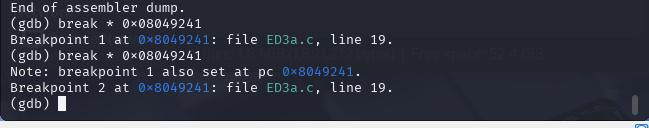 End of assembler dump.
(gdb) break * 0×08049241
Breakpoint 1 at 0×8049241: file ED3a.c, line 19.
(gdb) break * 0×08049241
Note: breakpoint 1 also set at pc 0×8049241.
Breakpoint 2 at 0×8049241: file ED3a.c, line 19.
(gdb)